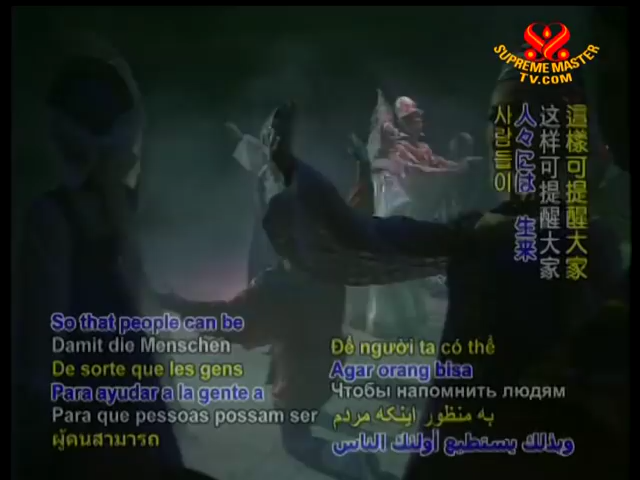 SUPREME MASTER
TV.COM
這樣可提醒大家
这样可提醒大家
人々には 生来
사람들이
So that people can be
Damit die Menschen
De sorte que les gens
Para ayudar a la gente a
Para que pessoas possam ser
ผู้คนสามารถ
Để người ta có thể
Agar orang bisa
Чтобы напомнить людям
به منظور اینکه مردم
وبذلك يستطيع أولئك الناس